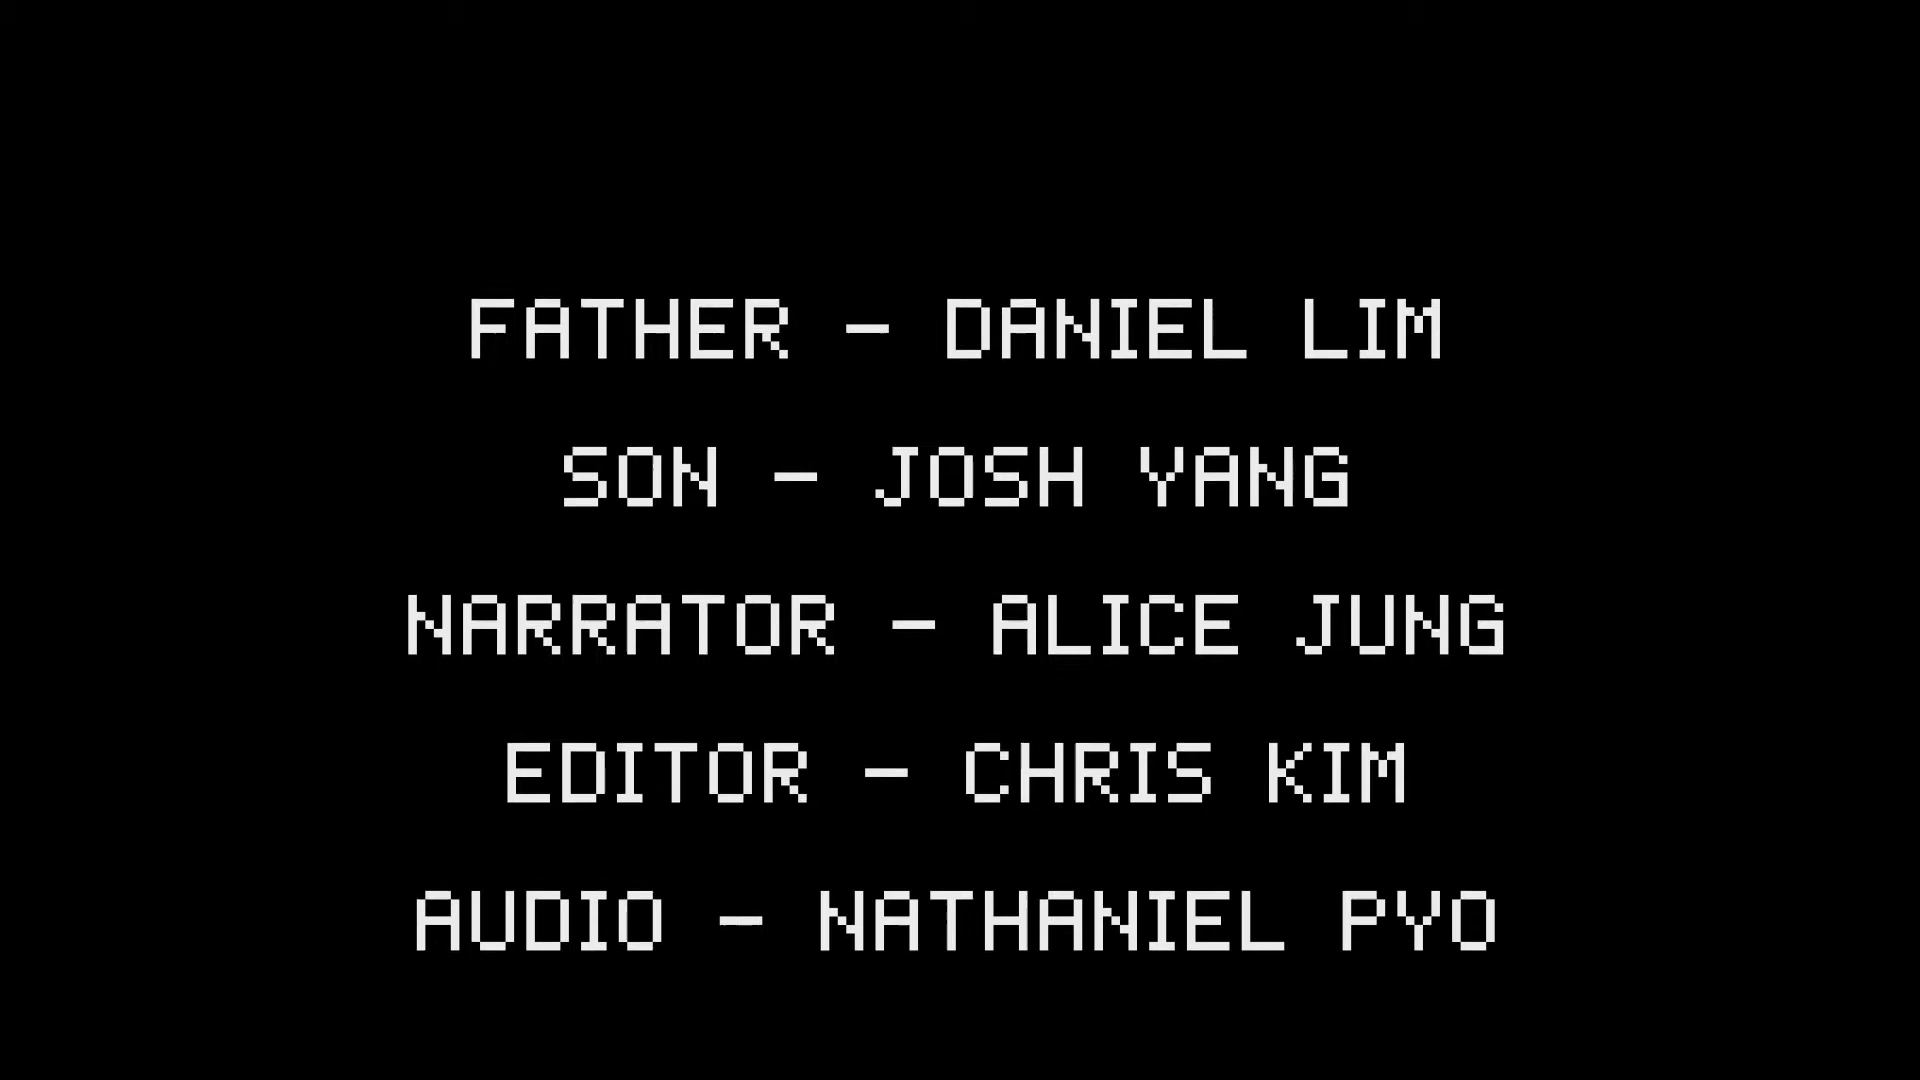 FATHER - DANIEL LIM
SON - JOSH YANG
NARRATOR - ALICE JUNG
EDITOR - CHRIS KIM
AUDIO - NATHANIEL PYO